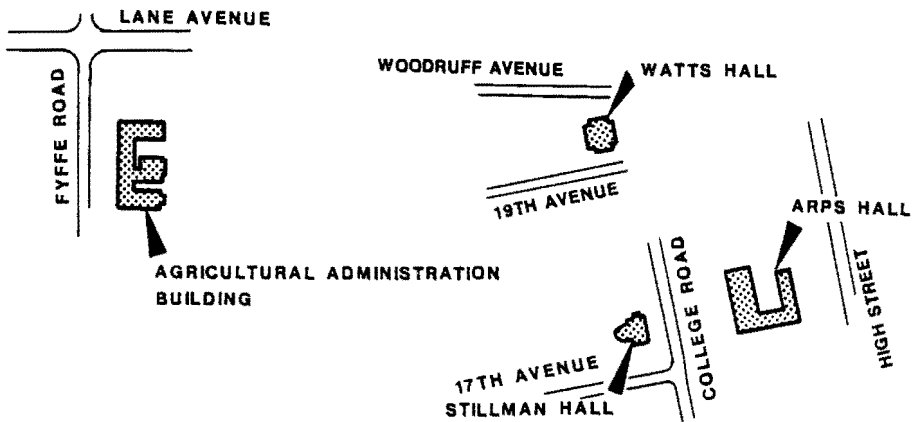 LANE AVENUE
FYFFE ROAD
AGRICULTURAL ADMINISTRATION
BUILDING
WOODRUFF AVENUE
WATTS HALL
19TH AVENUE
ARPS HALL
COLLEGE ROAD
HIGH STREET
17TH AVENUE
STILLMAN HALL